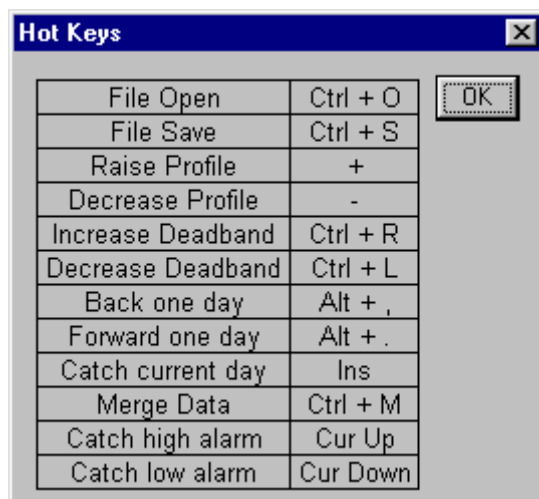 Hot Keys
File Open Ctrl + O OK
File Save Ctrl + S
Raise Profile +
Decrease Profile -
Increase Deadband Ctrl + R
Decrease Deadband Ctrl + L
Back one day Alt + ,
Forward one day Alt + .
Catch current day Ins
Merge Data Ctrl + M
Catch high alarm Cur Up
Catch low alarm Cur Down